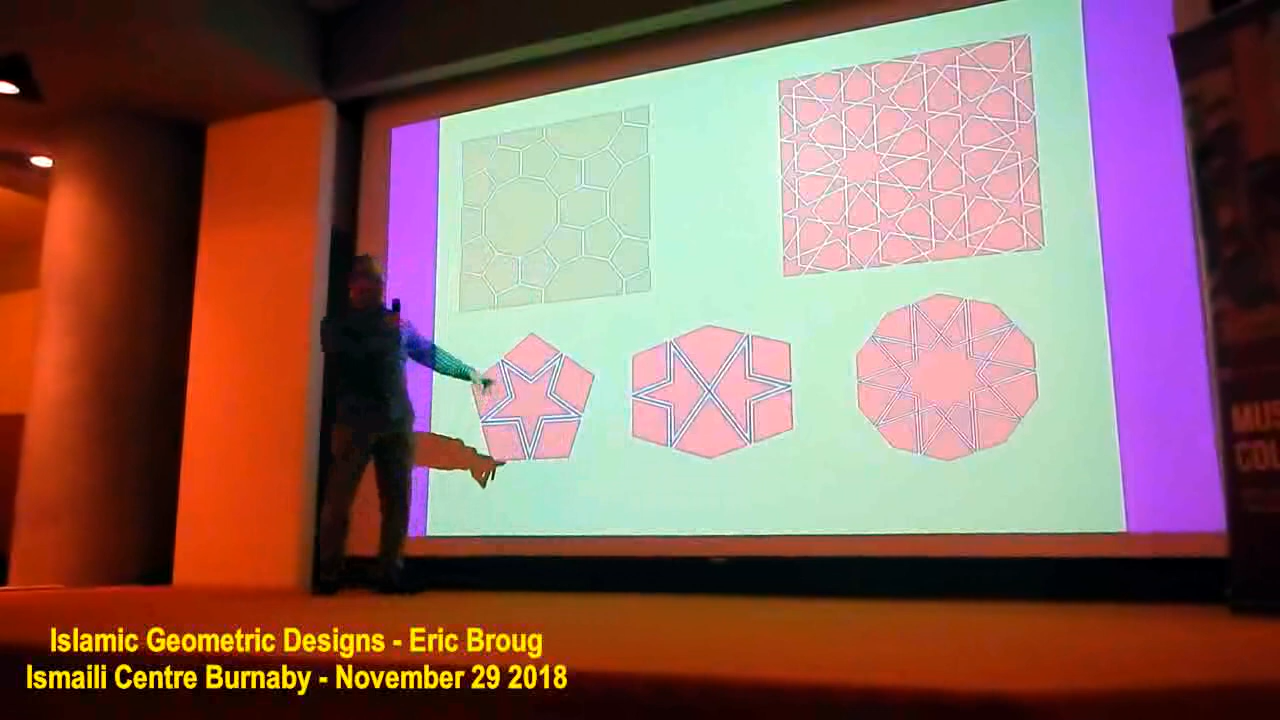 Islamic Geometric Designs - Eric Broug
Ismaili Centre Burnaby - November 29 2018